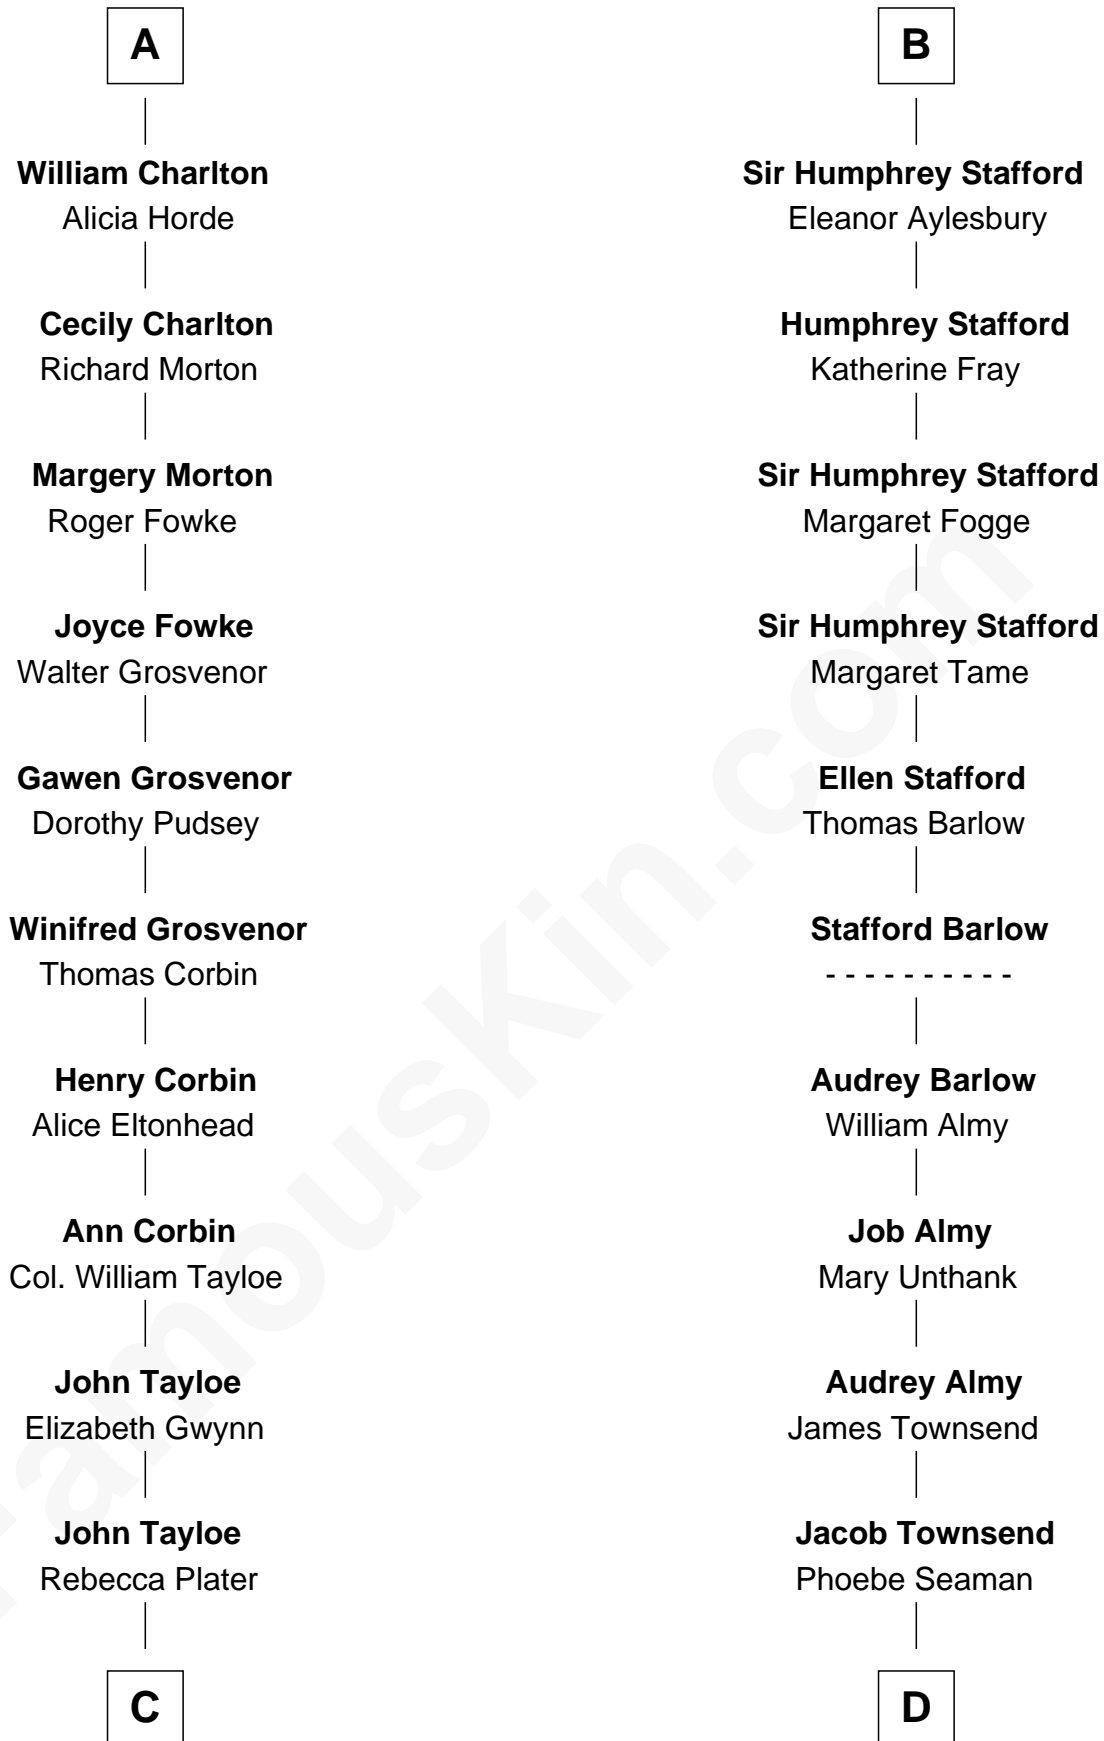 A
William Charlton
Alicia Horde
Cecily Charlton
Richard Morton
Margery Morton
Roger Fowke
Joyce Fowke
Walter Grosvenor
Gawen Grosvenor
Dorothy Pudsey
Winifred Grosvenor
Thomas Corbin
Henry Corbin
Alice Eltonhead
Ann Corbin
Col. William Tayloe
John Tayloe
Elizabeth Gwynn
John Tayloe
Rebecca Plater
C
B
Sir Humphrey Stafford
Eleanor Aylesbury
Humphrey Stafford
Katherine Fray
Sir Humphrey Stafford
Margaret Fogge
Sir Humphrey Stafford
Margaret Tame
Ellen Stafford
Thomas Barlow
Stafford Barlow
- - - - - - - - - -
Audrey Barlow
William Almy
Job Almy
Mary Unthank
Audrey Almy
James Townsend
Jacob Townsend
Phoebe Seaman
D
FamousKin.com